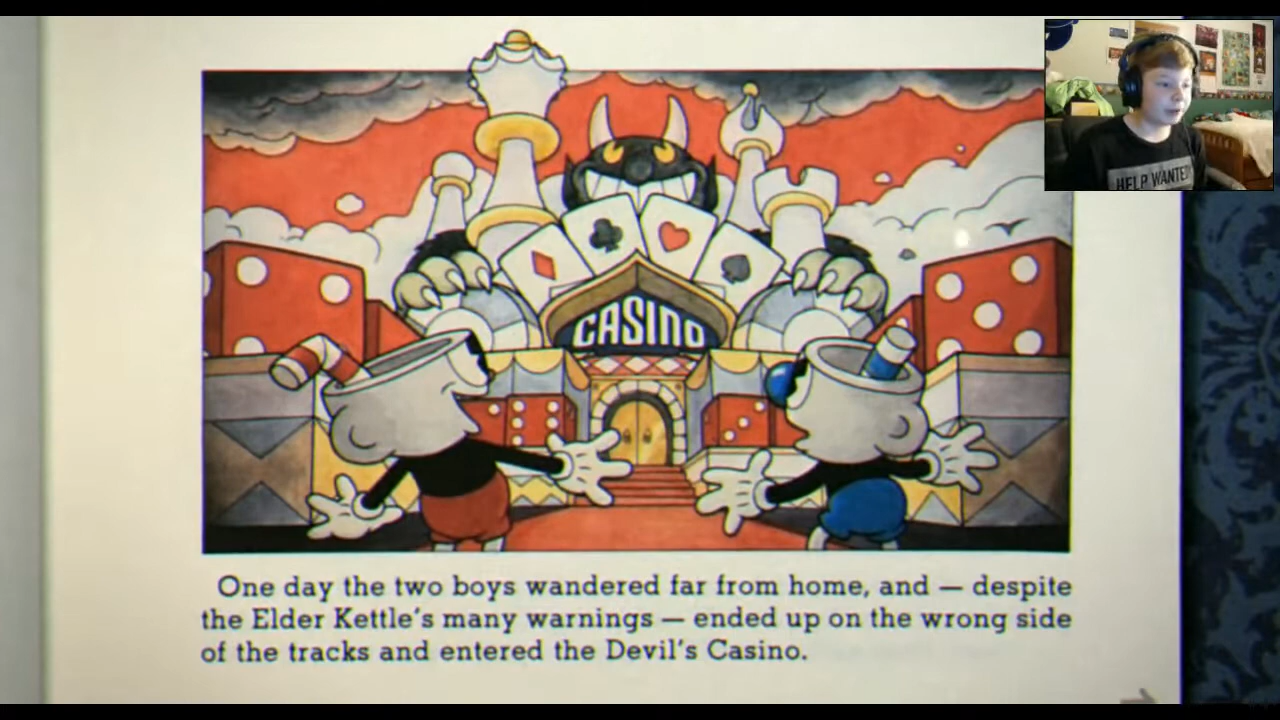 HELP WANTED
CASINO
One day the two boys wandered far from home, and — despite
the Elder Kettle's many warnings — ended up on the wrong side
of the tracks and entered the Devil's Casino.